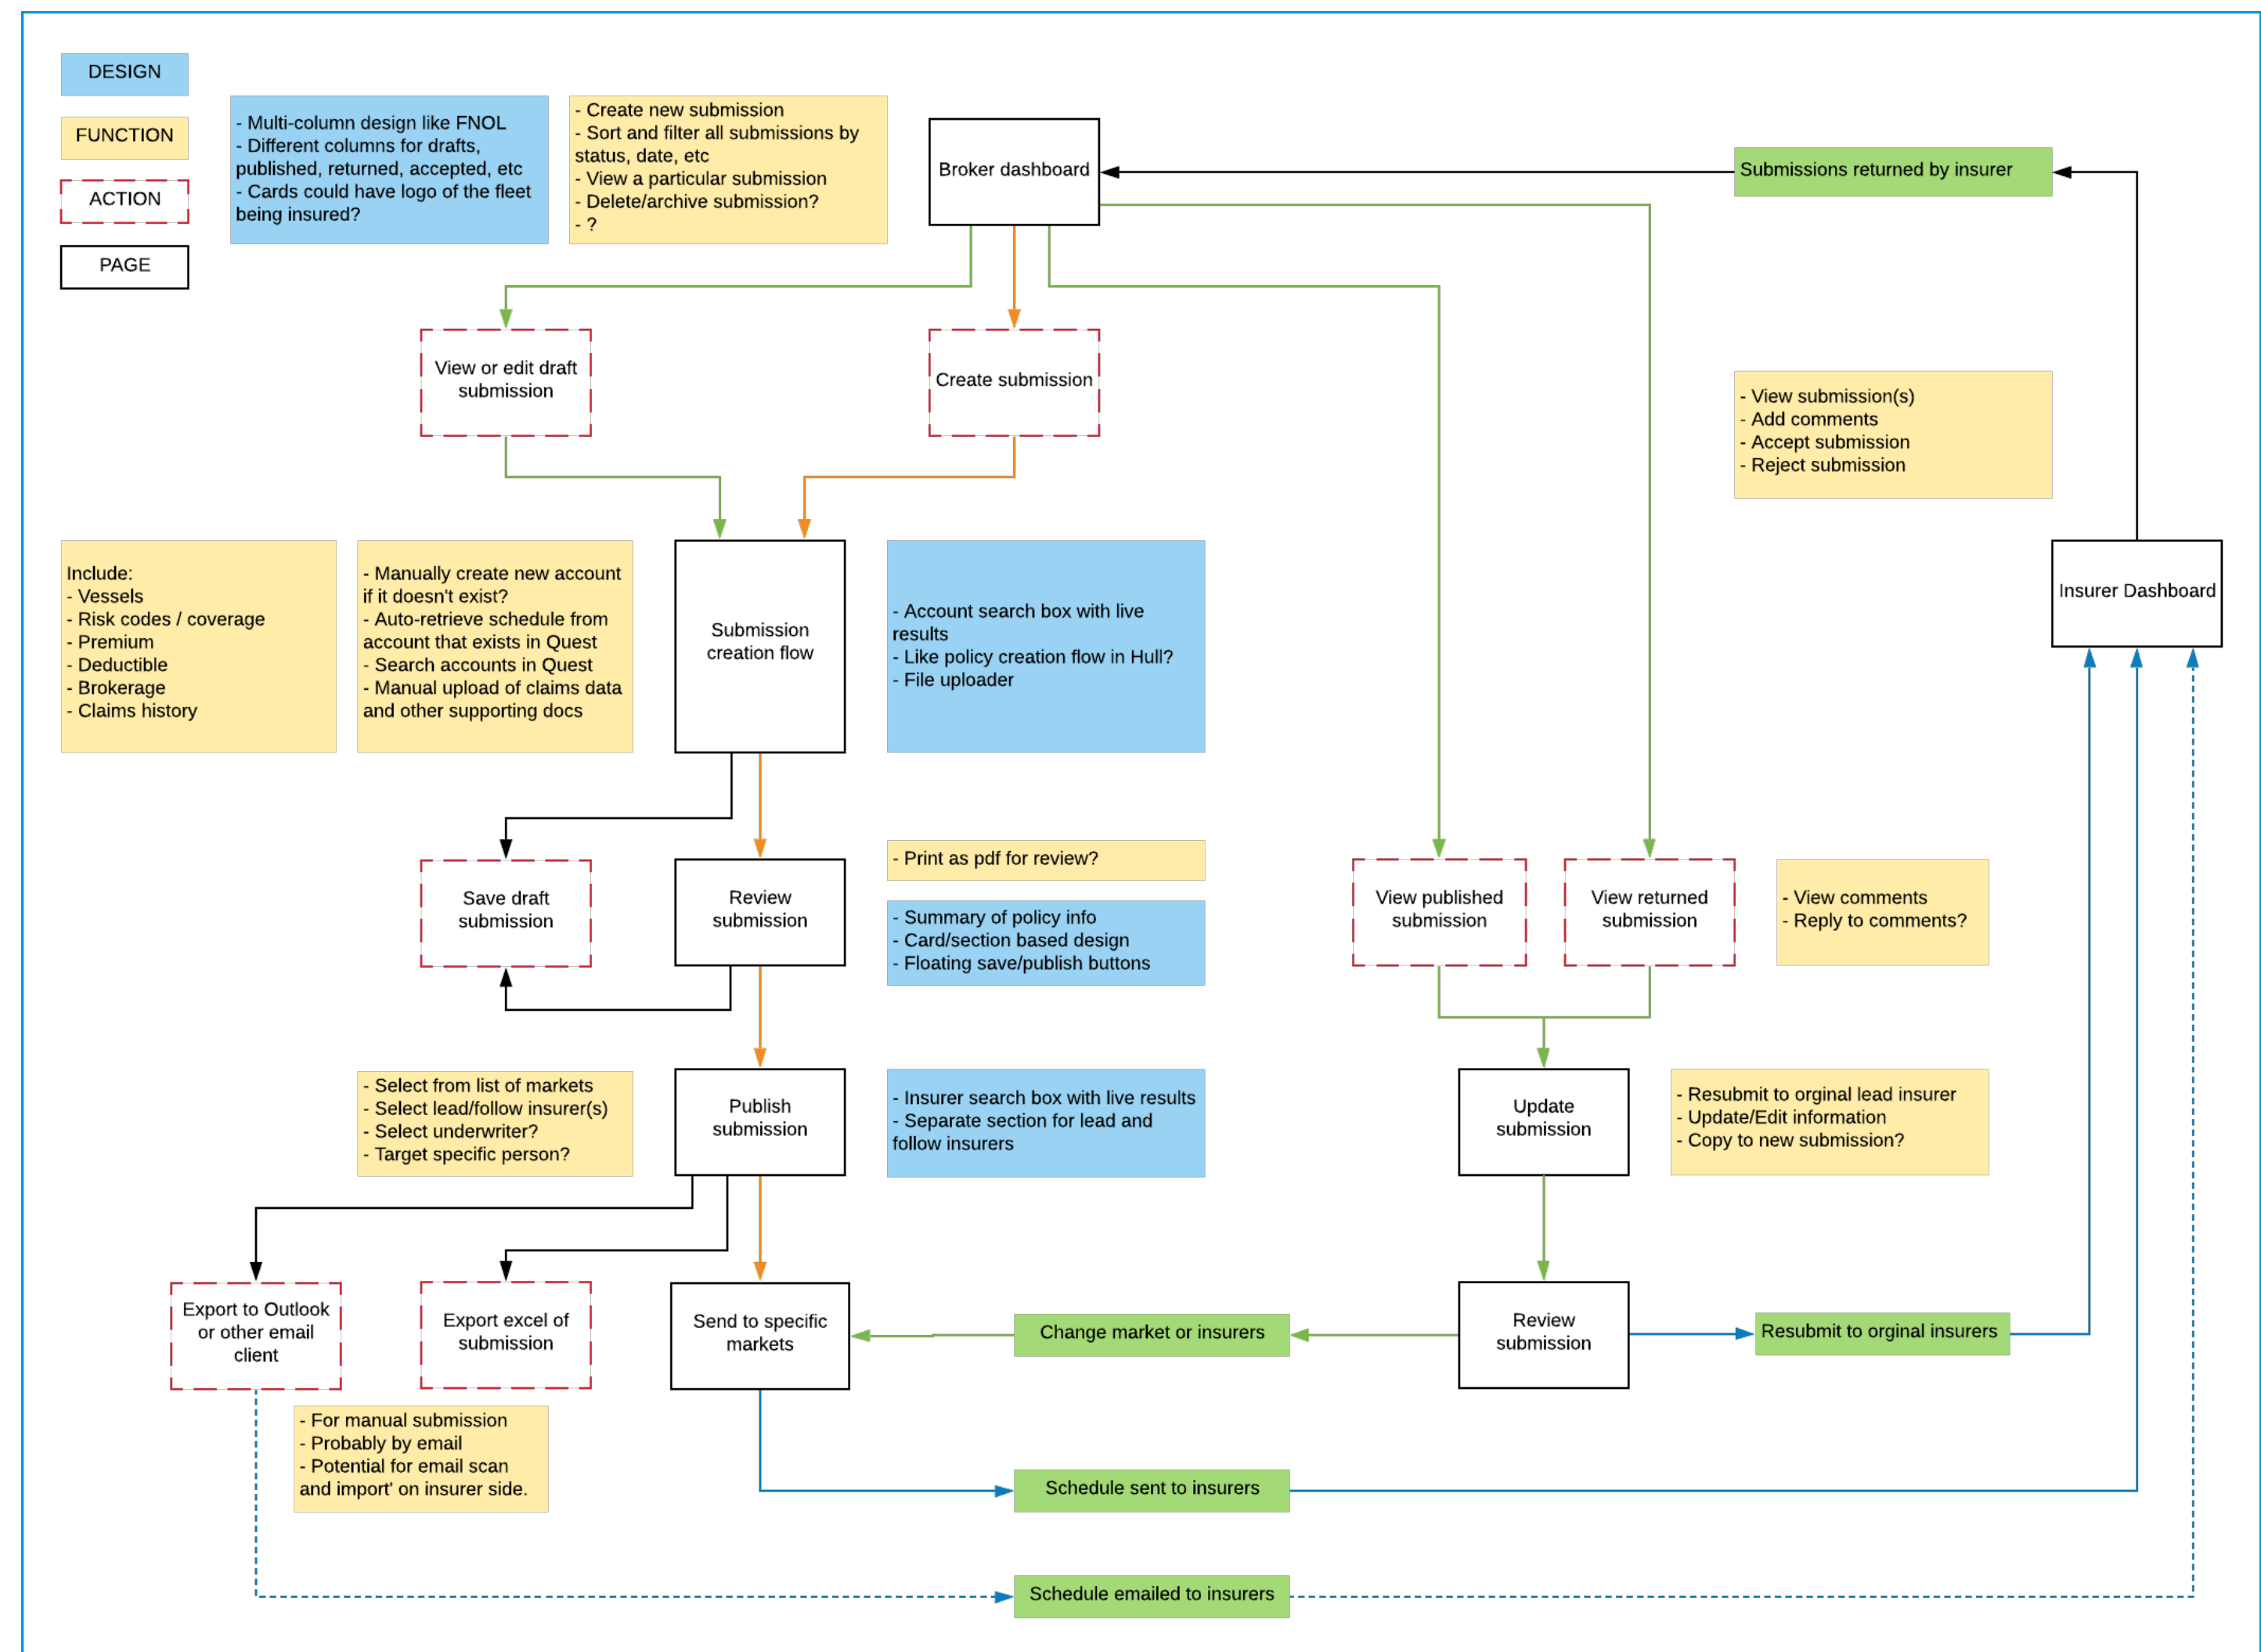 DESIGN
FUNCTION
ACTION
PAGE
- Multi-column design like FNOL
- Different columns for drafts,
published, returned, accepted, etc
- Cards could have logo of the fleet
being insured?
- Create new submission
- Sort and filter all submissions by
status, date, etc
- View a particular submission
- Delete/archive submission?
- ?
Broker dashboard
Submissions returned by insurer
View or edit draft
submission
Create submission
- View submission(s)
- Add comments
- Accept submission
- Reject submission
Include:
- Vessels
- Risk codes / coverage
- Premium
- Deductible
- Brokerage
- Claims history
- Manually create new account
if it doesn't exist?
- Auto-retrieve schedule from
account that exists in Quest
- Search accounts in Quest
- Manual upload of claims data
and other supporting docs
Submission
creation flow
- Account search box with live
results
- Like policy creation flow in Hull?
- File uploader
Insurer Dashboard
Save draft
submission
Review
submission
- Print as pdf for review?
- Summary of policy info
- Card/section based design
- Floating save/publish buttons
View published
submission
View returned
submission
- View comments
- Reply to comments?
- Select from list of markets
- Select lead/follow insurer(s)
- Select underwriter?
- Target specific person?
Publish
submission
- Insurer search box with live results
- Separate section for lead and
follow insurers
Update
submission
- Resubmit to orginal lead insurer
- Update/Edit information
- Copy to new submission?
Export to Outlook
or other email
client
Export excel of
submission
Send to specific
markets
Change market or insurers
Review
submission
Resubmit to orginal insurers
- For manual submission
- Probably by email
- Potential for email scan
and import' on insurer side.
Schedule sent to insurers
Schedule emailed to insurers